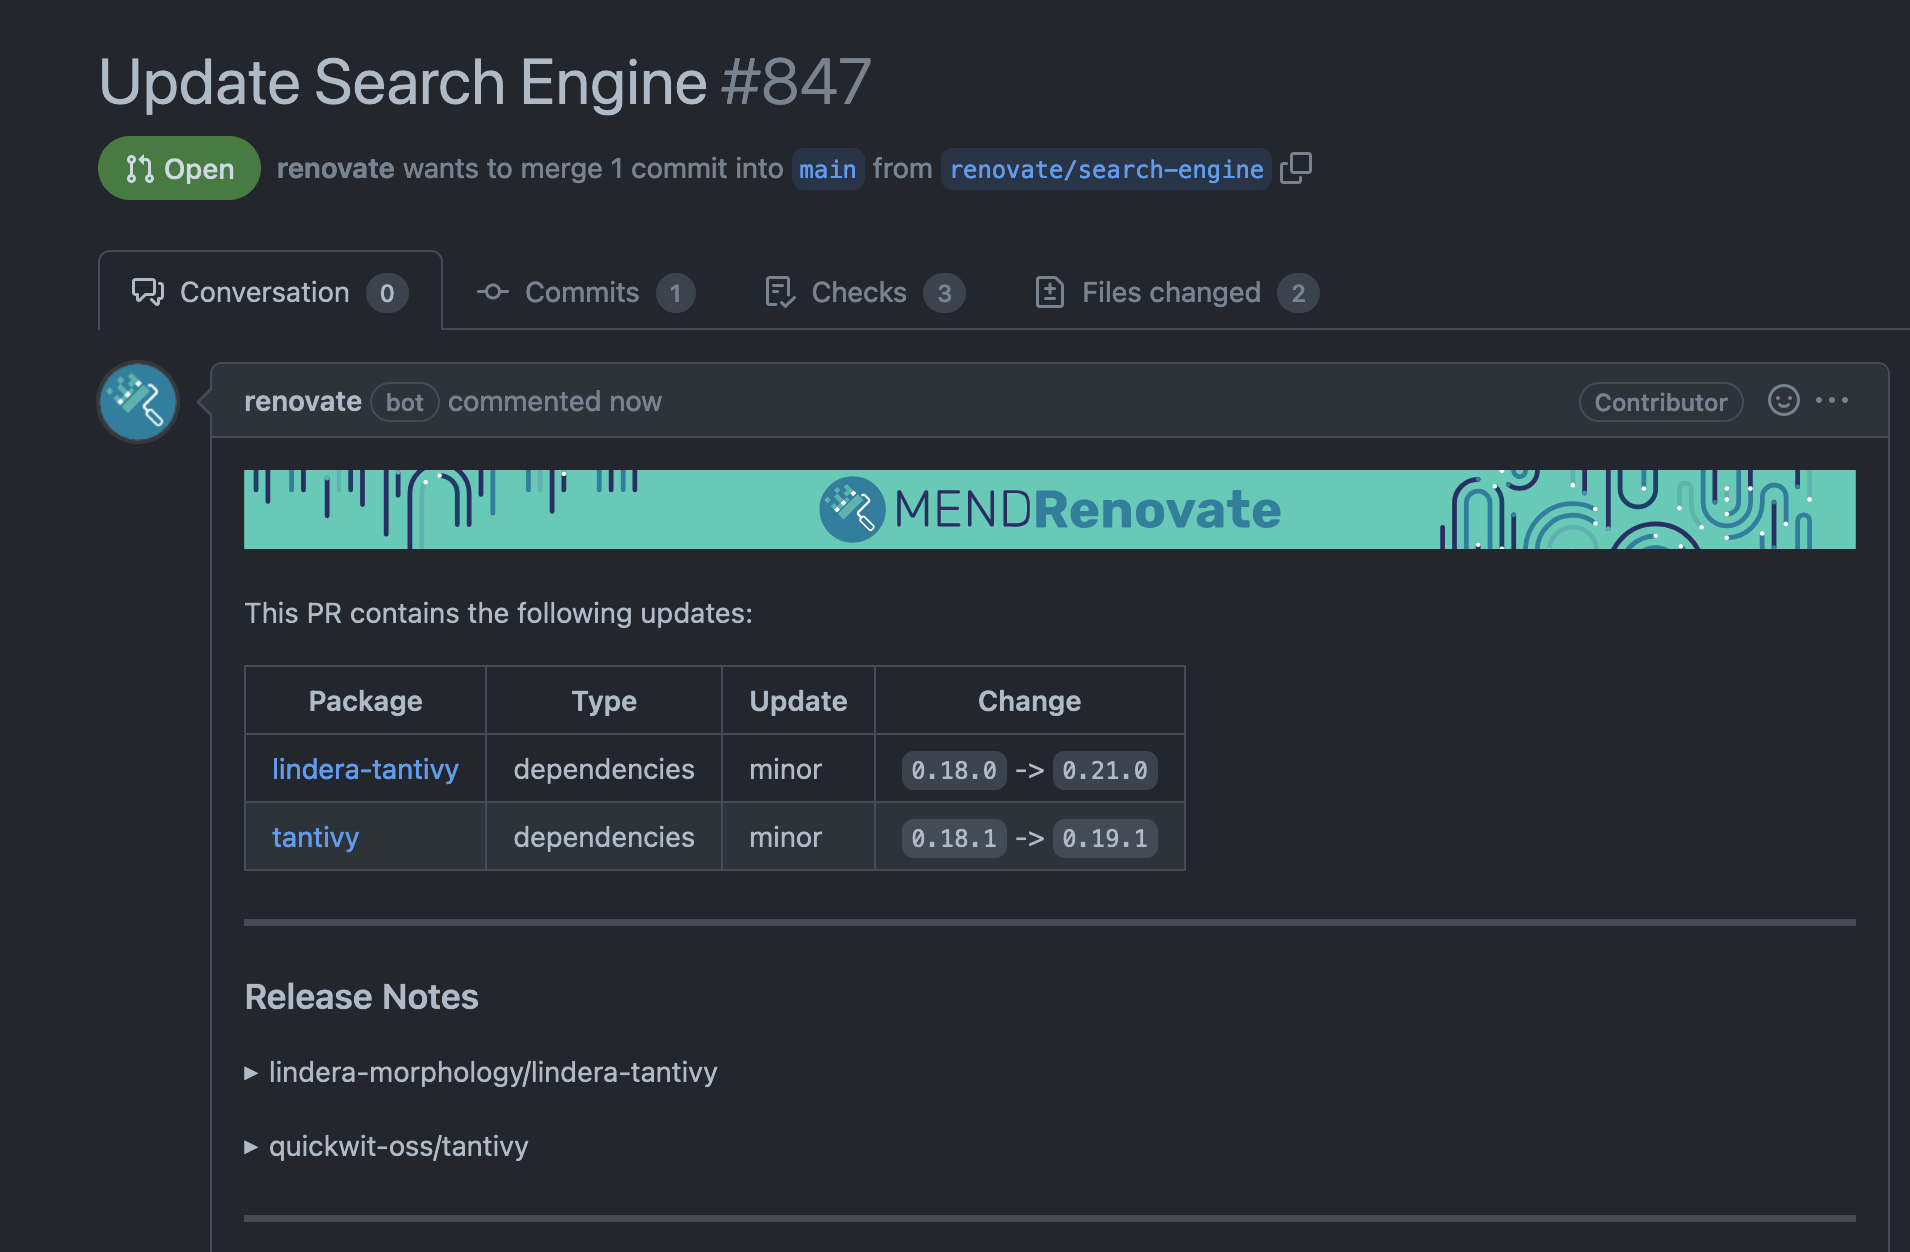 Update Search Engine #847
Open renovate wants to merge 1 commit into main from renovate/search-engine
Conversation 0 Commits 1 Checks 3 Files changed 2
renovate bot commented now Contributor
MENDRenovate
This PR contains the following updates:
Package Type Update Change
lindera-tantivy dependencies minor 0.18.0 -> 0.21.0
tantivy dependencies minor 0.18.1 -> 0.19.1
Release Notes
▸ lindera-morphology/lindera-tantivy
▸ quickwit-oss/tantivy